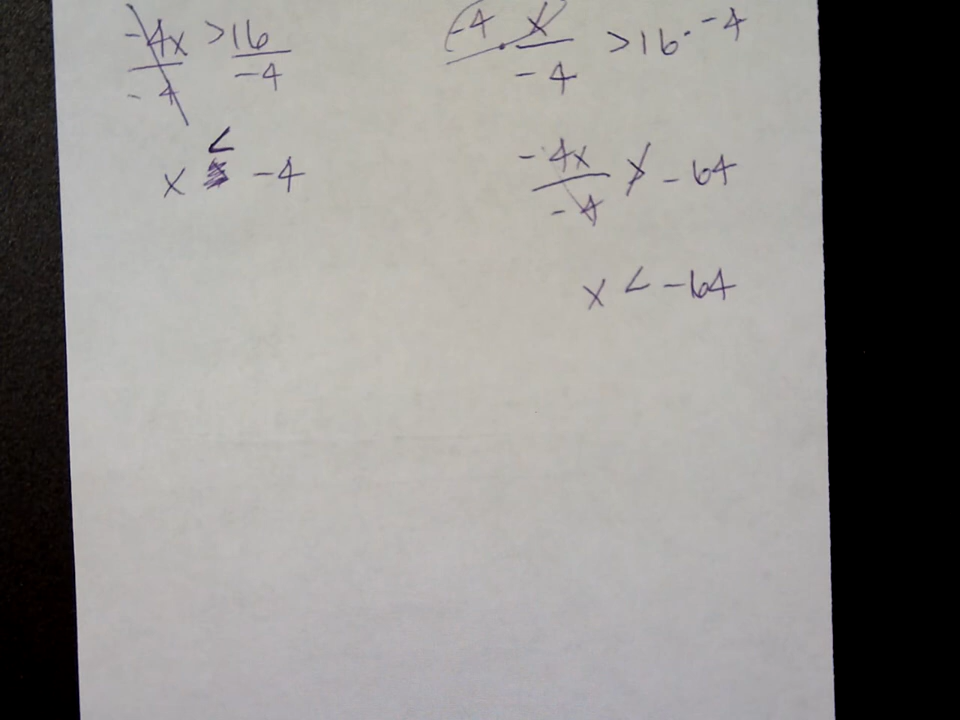 -4x > 16
-4 -4
x < -4
-4 · x > 16 · -4
-4
-4x > -64
-4
x < -64